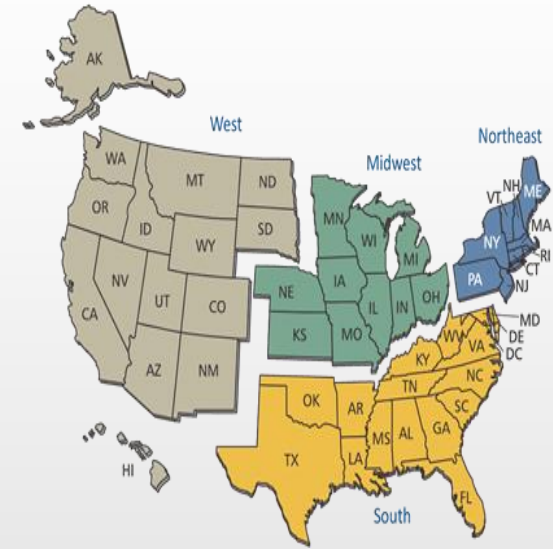 AK
West
Northeast
Midwest
WA
MT
ND
OR
ID
SD
WY
NV
UT
CO
CA
AZ
NM
HI
MN
WI
MI
IA
NE
IL
IN
OH
KS
MO
NH
VT
ME
MA
NY
RI
CT
PA
NJ
MD
DE
DC
WV
VA
KY
NC
TN
SC
OK
AR
MS
AL
GA
TX
LA
FL
South